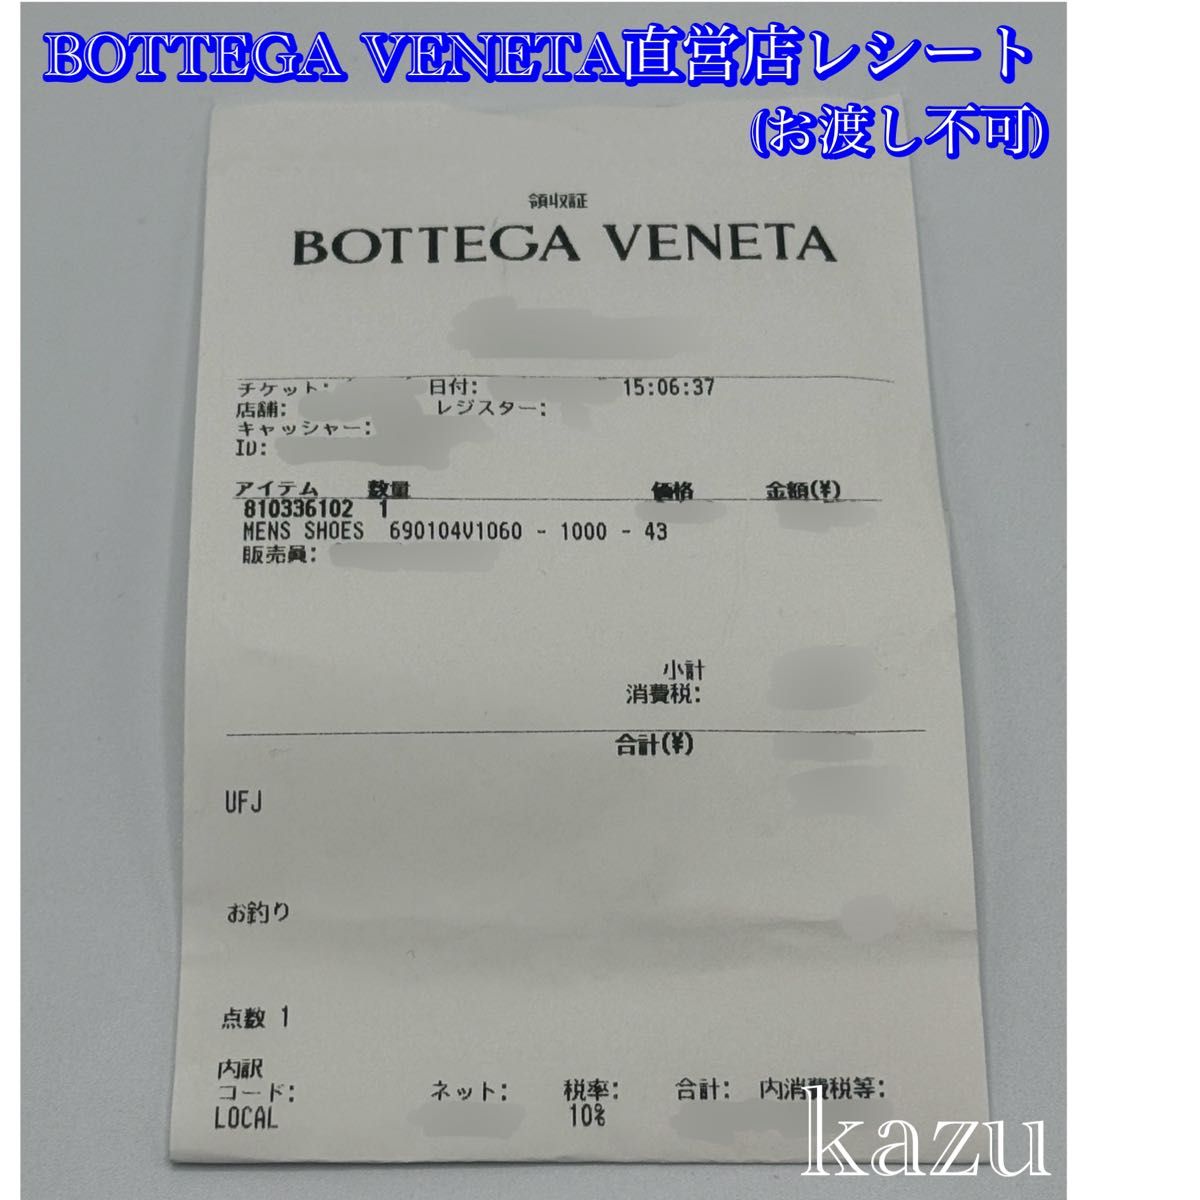 BOTTEGA VENETA直営店レシート
(お渡し不可)
領収証
BOTTEGA VENETA
チケット: 日付: 15:06:37
店舗: レジスター:
キャッシャー:
ID:
アイテム 数量 価格 金額(¥)
810336102 1
MENS SHOES 690104V1060 - 1000 - 43
販売員:
小計
消費税:
合計(¥)
UFJ
お釣り
点数 1
内訳
コード: ネット: 税率: 合計: 内消費税等:
LOCAL 10%
kazu